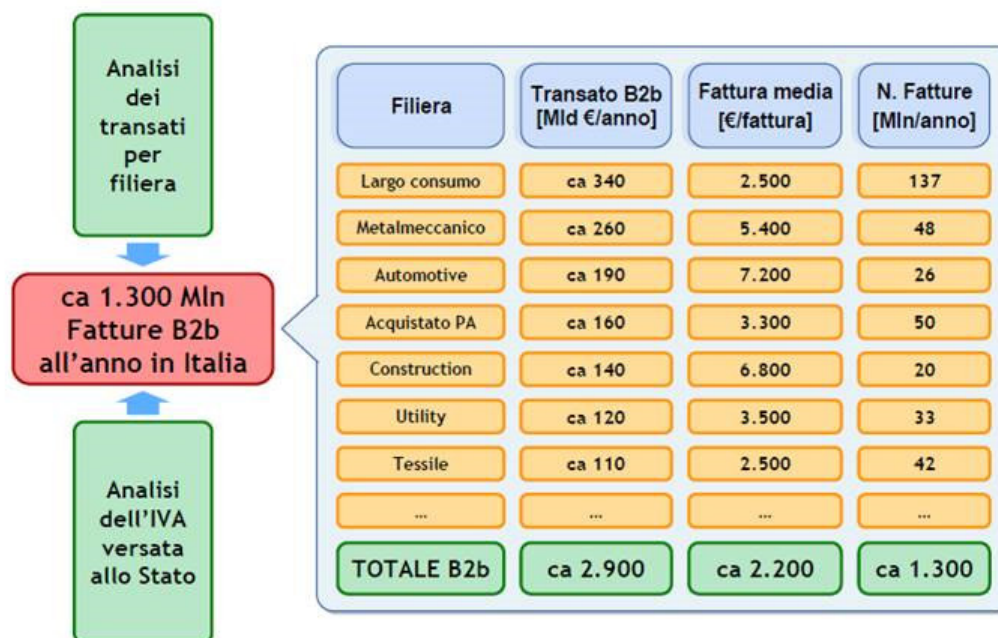 Analisi
dei
transati
per
filiera
ca 1.300 Mln
Fatture B2b
all'anno in Italia
Analisi
dell'IVA
versata
allo Stato
Filiera
Transato B2b
[Mld €/anno]
Fattura media
[€/fattura]
N. Fatture
[Mln/anno]
Largo consumo ca 340 2.500 137
Metalmeccanico ca 260 5.400 48
Automotive ca 190 7.200 26
Acquistato PA ca 160 3.300 50
Construction ca 140 6.800 20
Utility ca 120 3.500 33
Tessile ca 110 2.500 42
... ... ... ...
TOTALE B2b ca 2.900 ca 2.200 ca 1.300